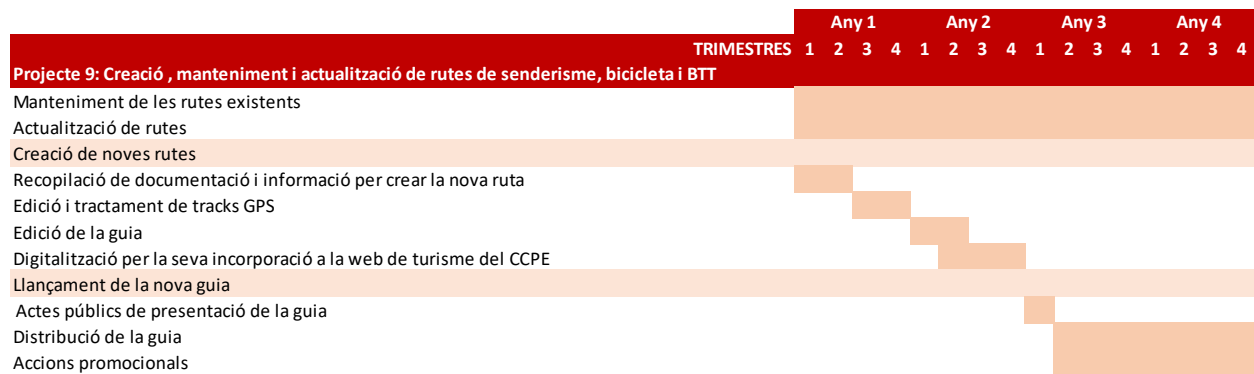 Any 1 Any 2 Any 3 Any 4
TRIMESTRES 1 2 3 4 1 2 3 4 1 2 3 4 1 2 3 4
Projecte 9: Creació , manteniment i actualització de rutes de senderisme, bicicleta i BTT
Manteniment de les rutes existents
Actualització de rutes
Creació de noves rutes
Recopilació de documentació i informació per crear la nova ruta
Edició i tractament de tracks GPS
Edició de la guia
Digitalització per la seva incorporació a la web de turisme del CCPE
Llançament de la nova guia
Actes públics de presentació de la guia
Distribució de la guia
Accions promocionals